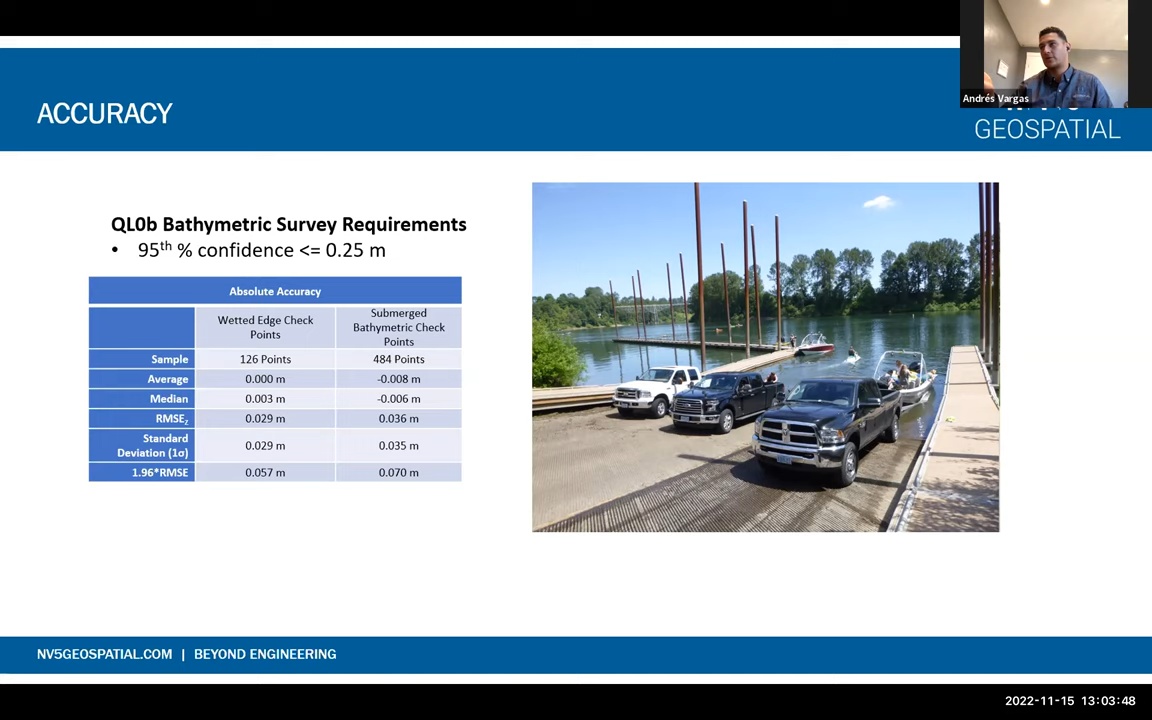 Andrés Vargas
ACCURACY
GEOSPATIAL
QL0b Bathymetric Survey Requirements
• 95th % confidence <= 0.25 m
Absolute Accuracy
Wetted Edge Check
Points
Submerged
Bathymetric Check
Points
Sample 126 Points 484 Points
Average 0.000 m -0.008 m
Median 0.003 m -0.006 m
RMSEz 0.029 m 0.036 m
Standard
Deviation (1σ) 0.029 m 0.035 m
1.96*RMSE 0.057 m 0.070 m
NV5GEOSPATIAL.COM | BEYOND ENGINEERING
2022-11-15 13:03:48